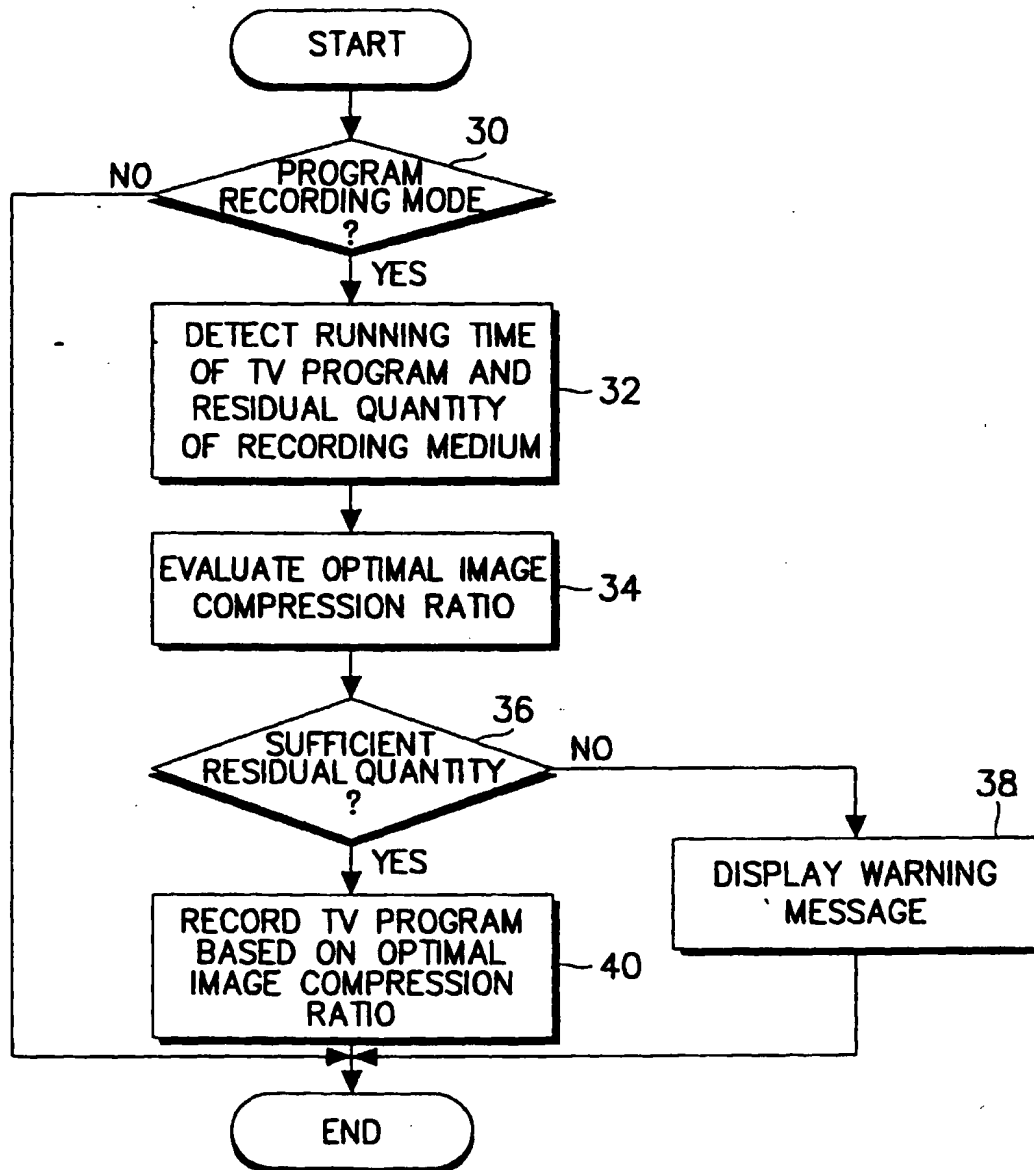 START
30
NO
PROGRAM
RECORDING MODE
?
YES
DETECT RUNNING TIME
OF TV PROGRAM AND
RESIDUAL QUANTITY
OF RECORDING MEDIUM
32
EVALUATE OPTIMAL IMAGE
COMPRESSION RATIO
34
36
SUFFICIENT
RESIDUAL QUANTITY
?
NO
38
YES
DISPLAY WARNING
MESSAGE
RECORD TV PROGRAM
BASED ON OPTIMAL
IMAGE COMPRESSION
RATIO
40
END